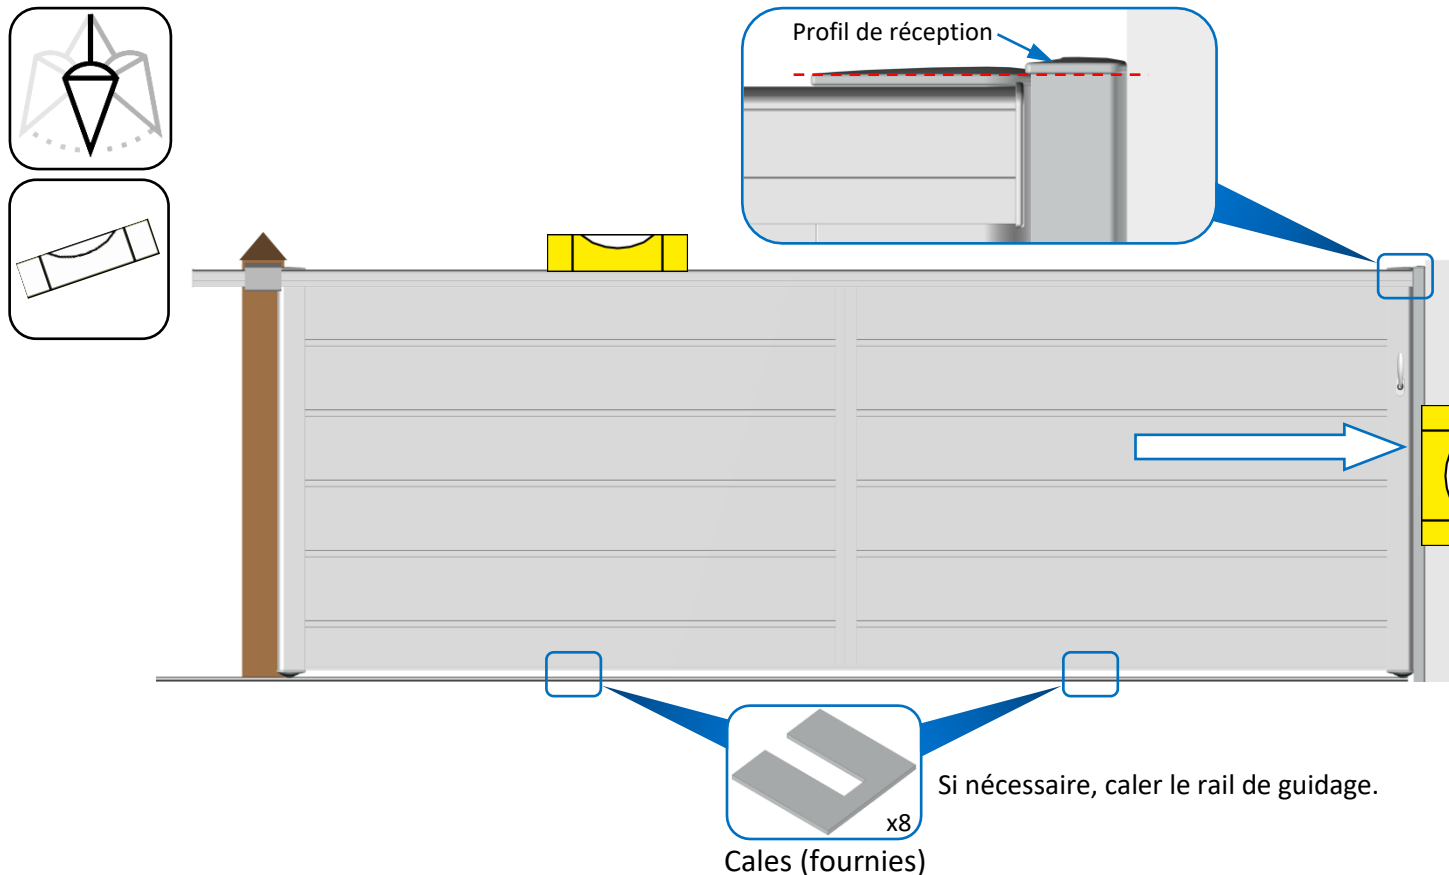 Profil de réception
Si nécessaire, caler le rail de guidage.
x8
Cales (fournies)